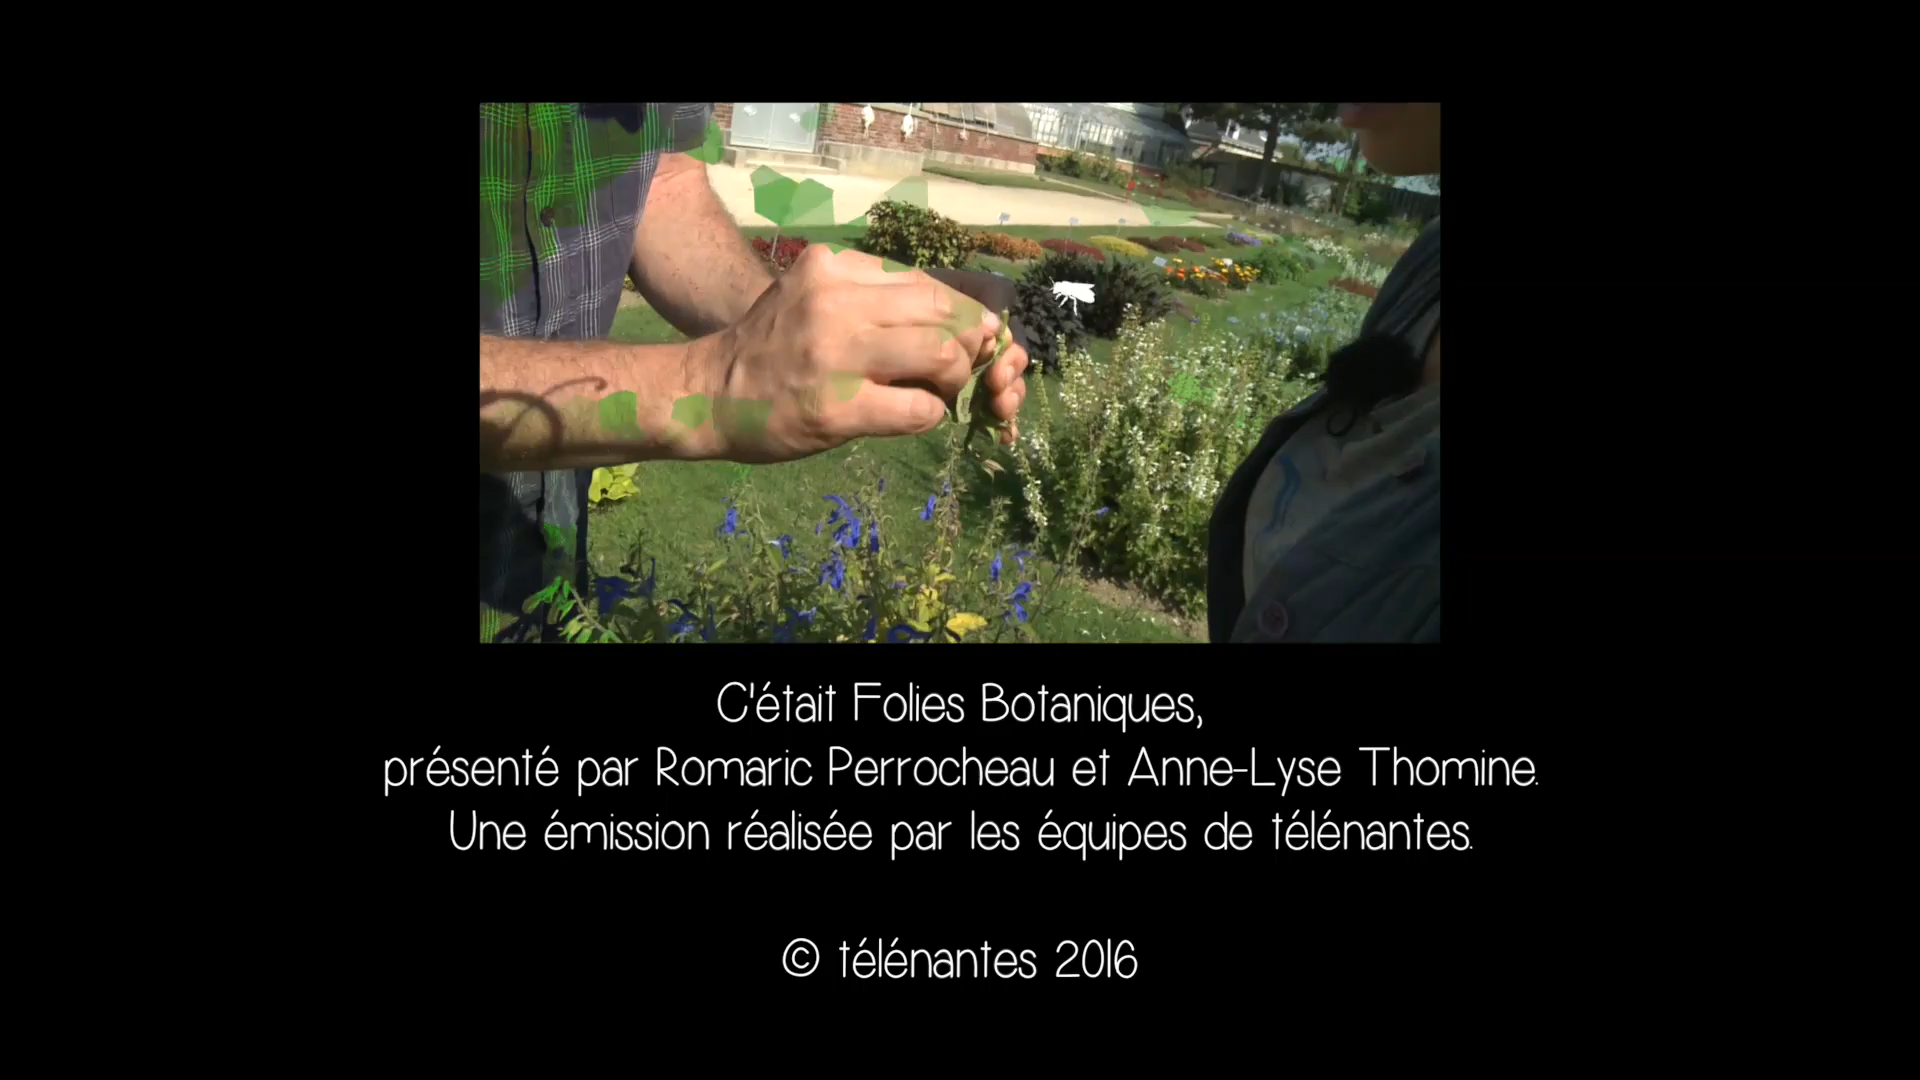 C'était Folies Botaniques,
présenté par Romaric Perrocheau et Anne-Lyse Thomine.
Une émission réalisée par les équipes de télénantes.
© télénantes 2016